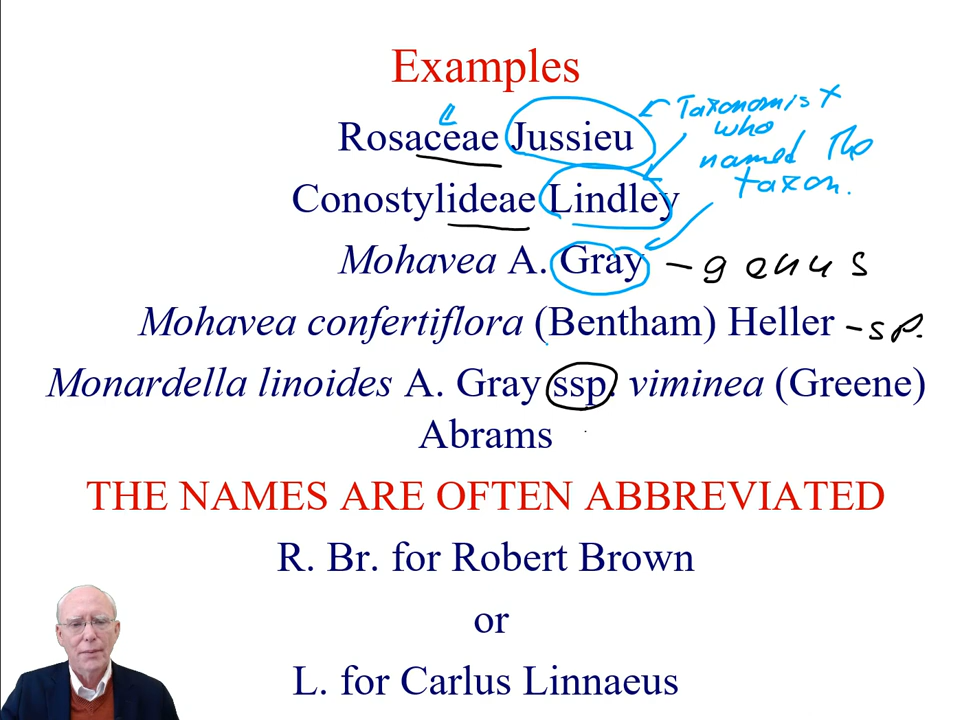 Examples
Rosaceae Jussieu
Taxonomist
who
named the
taxon.
Conostylideae Lindley
Mohavea A. Gray - genus
Mohavea confertiflora (Bentham) Heller - sp.
Monardella linoides A. Gray ssp. viminea (Greene)
Abrams
THE NAMES ARE OFTEN ABBREVIATED
R. Br. for Robert Brown
or
L. for Carlus Linnaeus